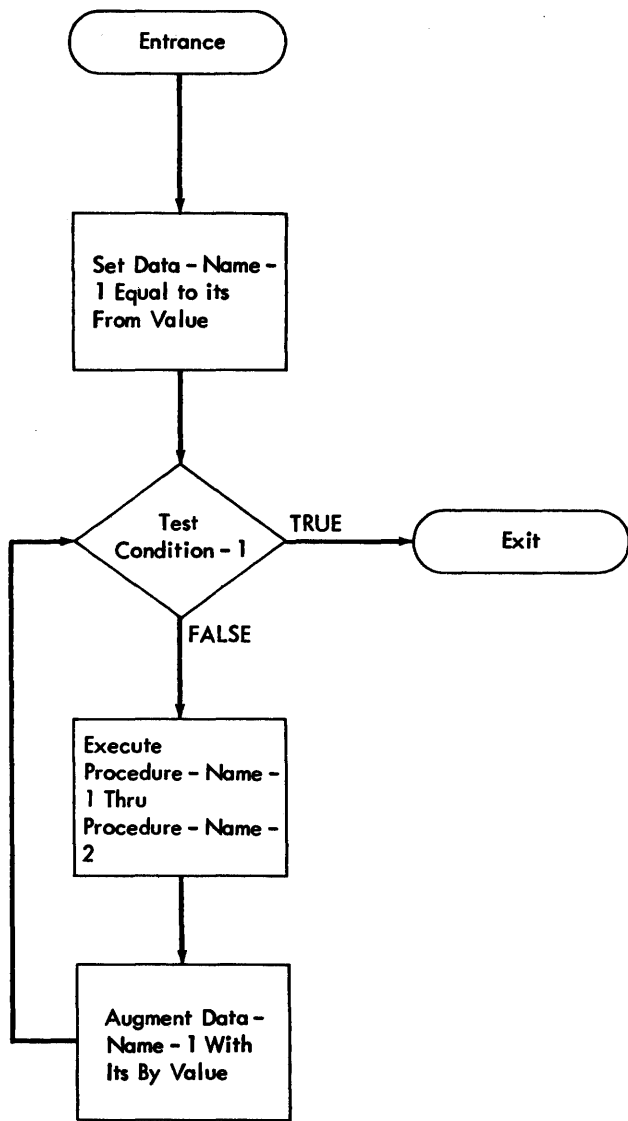 Entrance
Set Data - Name -
1 Equal to its
From Value
Test
Condition - 1
TRUE
Exit
FALSE
Execute
Procedure - Name -
1 Thru
Procedure - Name -
2
Augment Data -
Name - 1 With
Its By Value